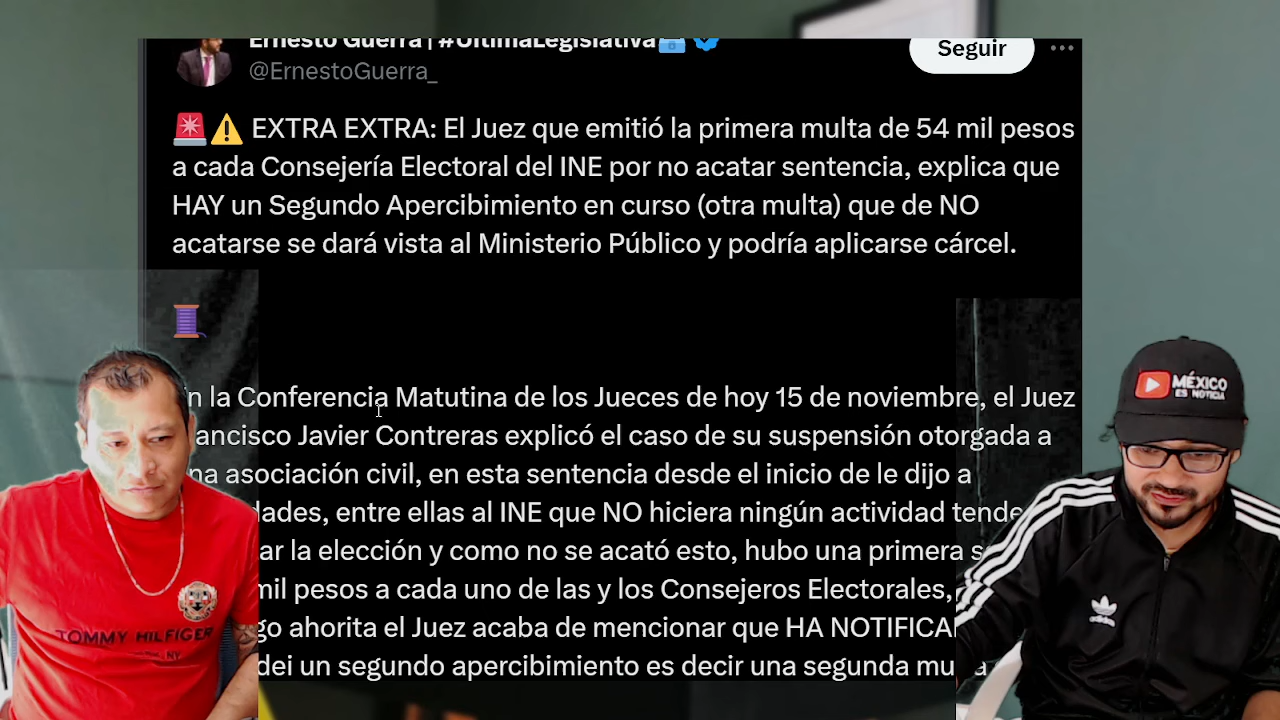 Ernesto Guerra | #ÚltimaLegislativa
@ErnestoGuerra_
Seguir
EXTRA EXTRA: El Juez que emitió la primera multa de 54 mil pesos
a cada Consejería Electoral del INE por no acatar sentencia, explica que
HAY un Segundo Apercibimiento en curso (otra multa) que de NO
acatarse se dará vista al Ministerio Público y podría aplicarse cárcel.
n la Conferencia Matutina de los Jueces de hoy 15 de noviembre, el Juez
ancisco Javier Contreras explicó el caso de su suspensión otorgada a
na asociación civil, en esta sentencia desde el inicio de le dijo a
dades, entre ellas al INE que NO hiciera ningún actividad tende
ar la elección y como no se acató esto, hubo una primera s
mil pesos a cada uno de las y los Consejeros Electorales,
go ahorita el Juez acaba de mencionar que HA NOTIFICA
dei un segundo apercibimiento es decir una segunda mu a
MÉXICO
ES NOTICIA
adidas
TOMMY HILFIGER
NY